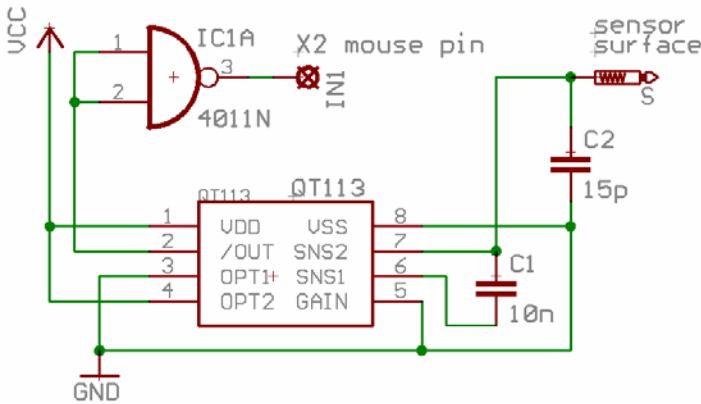 VCC
1
2
IC1A
3
4011N
X2 mouse pin
IN1
sensor
surface
S
C2
15p
QT113
QT113
1 VDD VSS 8
2 /OUT SNS2 7
3 OPT1 SNS1 6
4 OPT2 GAIN 5
C1
10n
GND